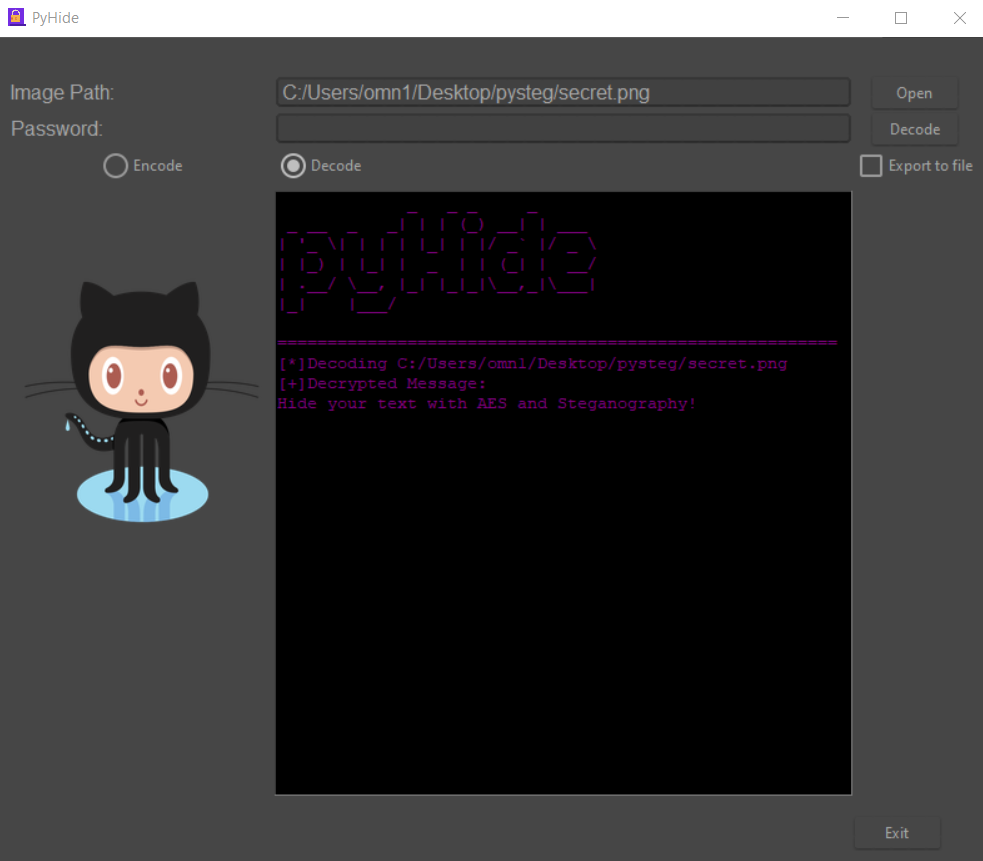 PyHide
Image Path: C:/Users/omn1/Desktop/pysteg/secret.png Open
Password: Decode
Encode Decode Export to file
pyHide
========================================================
[*]Decoding C:/Users/omn1/Desktop/pysteg/secret.png
[+]Decrypted Message:
Hide your text with AES and Steganography!
Exit